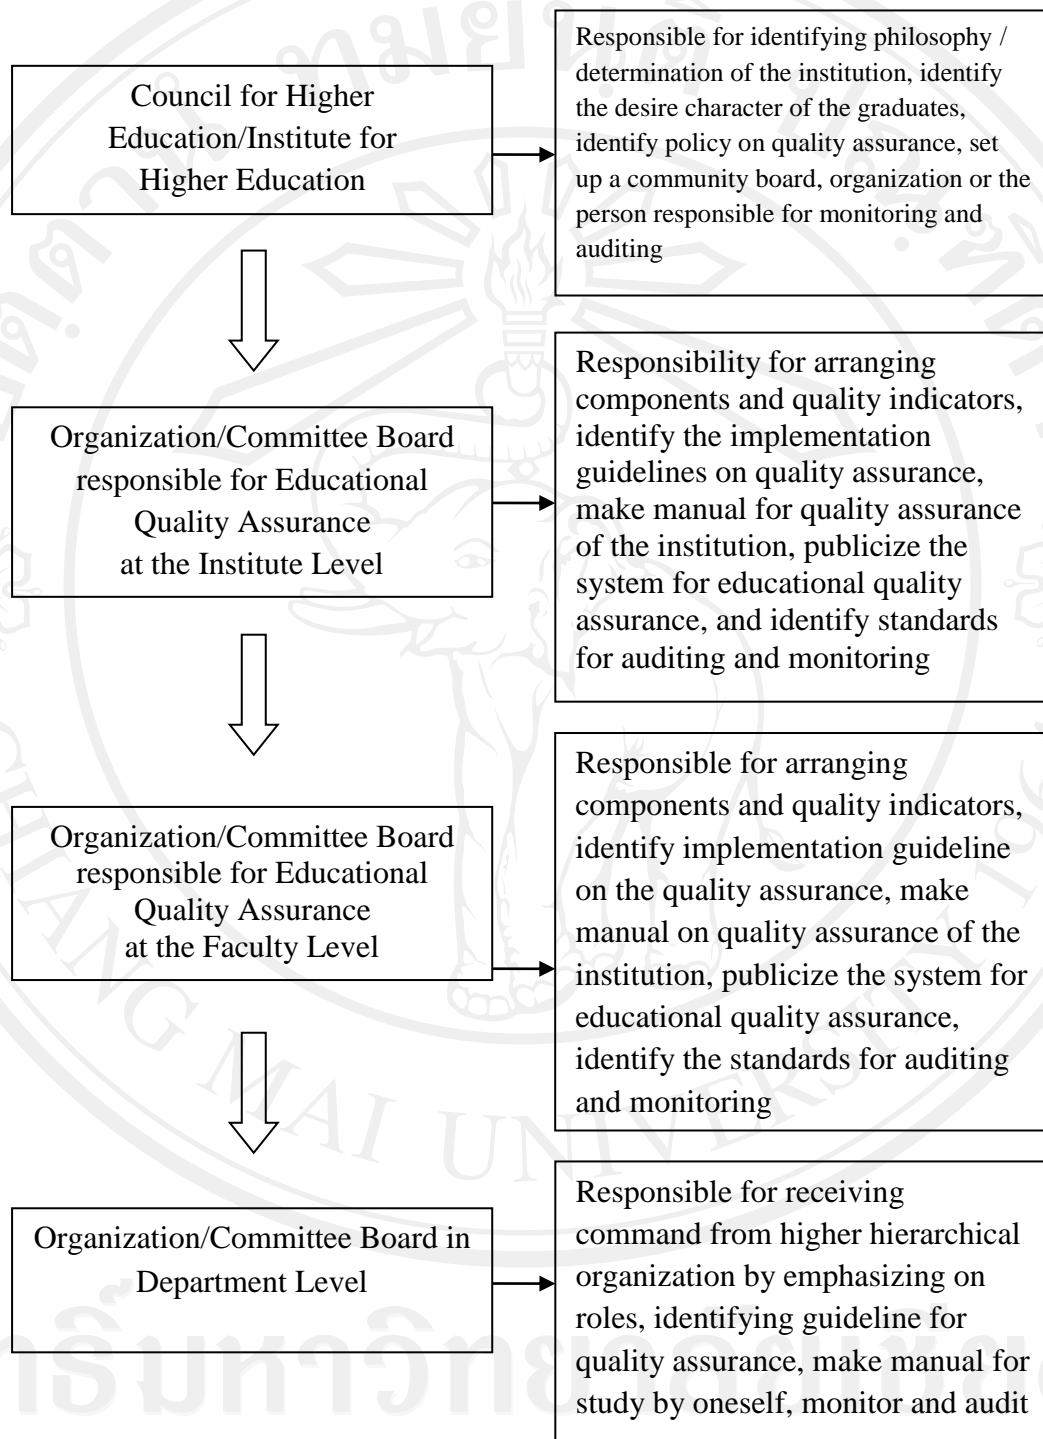 Council for Higher
Education/Institute for
Higher Education
Responsible for identifying philosophy /
determination of the institution, identify
the desire character of the graduates,
identify policy on quality assurance, set
up a community board, organization or the
person responsible for monitoring and
auditing
Organization/Committee Board
responsible for Educational
Quality Assurance
at the Institute Level
Responsibility for arranging
components and quality indicators,
identify the implementation
guidelines on quality assurance,
make manual for quality assurance
of the institution, publicize the
system for educational quality
assurance, and identify standards
for auditing and monitoring
Organization/Committee Board
responsible for Educational
Quality Assurance
at the Faculty Level
Responsible for arranging
components and quality indicators,
identify implementation guideline
on the quality assurance, make
manual on quality assurance of the
institution, publicize the system for
educational quality assurance,
identify the standards for auditing
and monitoring
Organization/Committee Board in
Department Level
Responsible for receiving
command from higher hierarchical
organization by emphasizing on
roles, identifying guideline for
quality assurance, make manual for
study by oneself, monitor and audit
CHIANG MAI UNIVERSITY 196